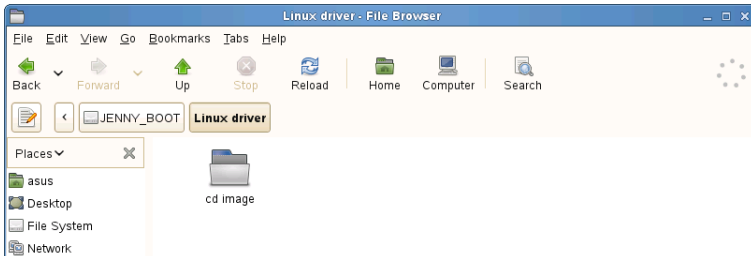 Linux driver - File Browser
File Edit View Go Bookmarks Tabs Help
Back Forward Up Stop Reload Home Computer Search
JENNY_BOOT Linux driver
Places
asus
Desktop
File System
Network
cd image